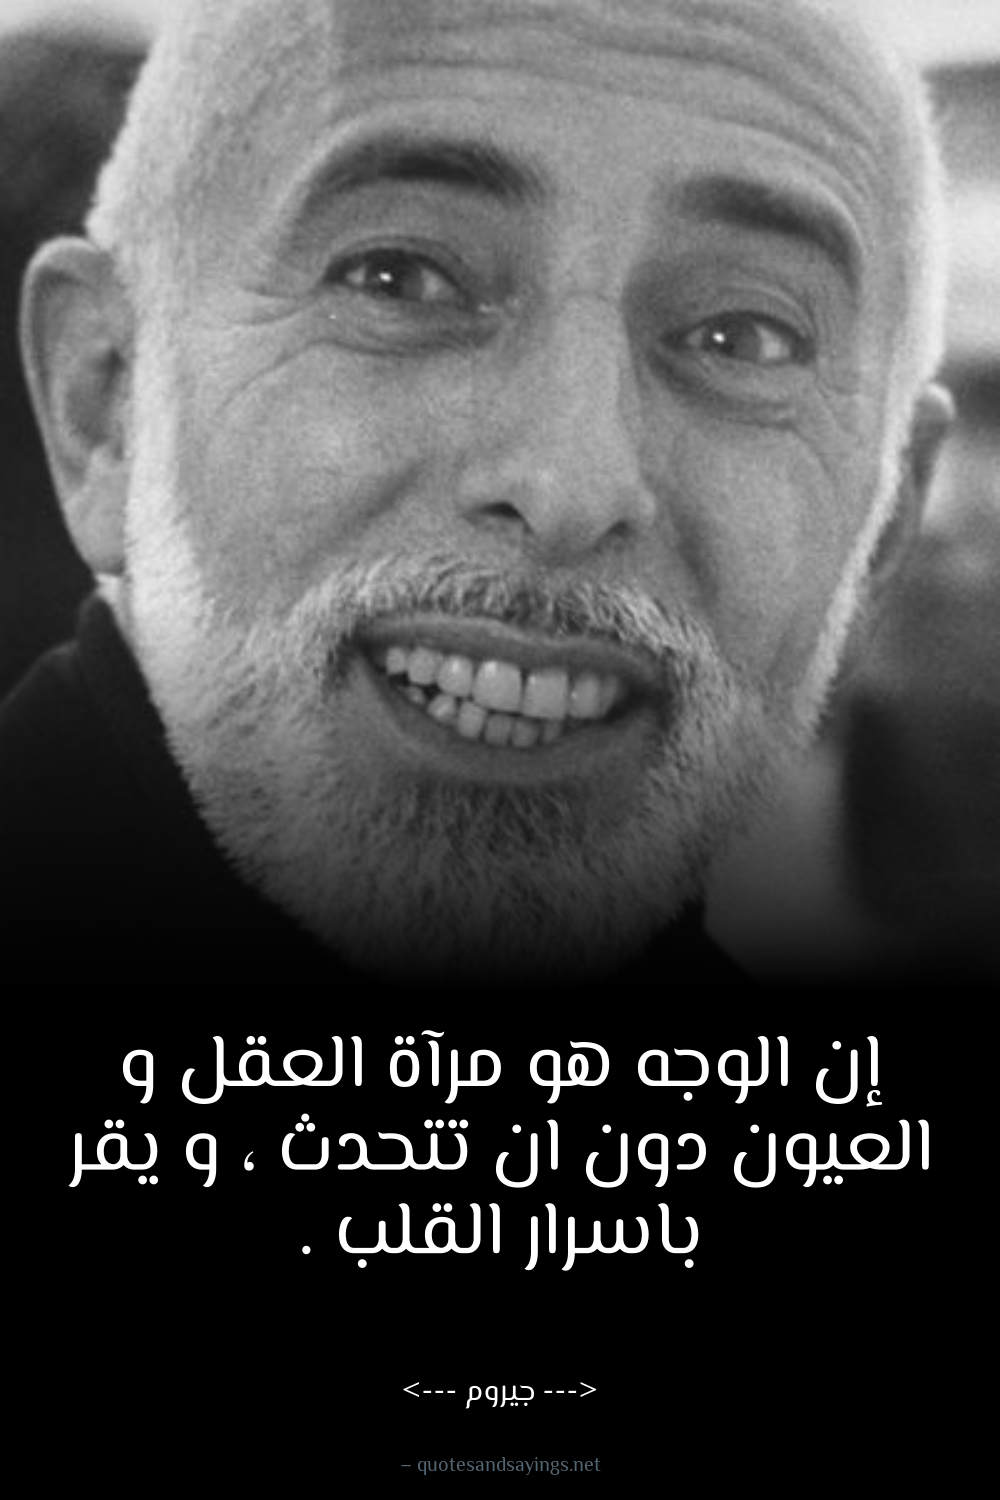 إن الوجه هو مرآة العقل و
العيون دون ان تتحدث ، و يقر
باسرار القلب .
<--- جيروم --->
– quotesandsayings.net